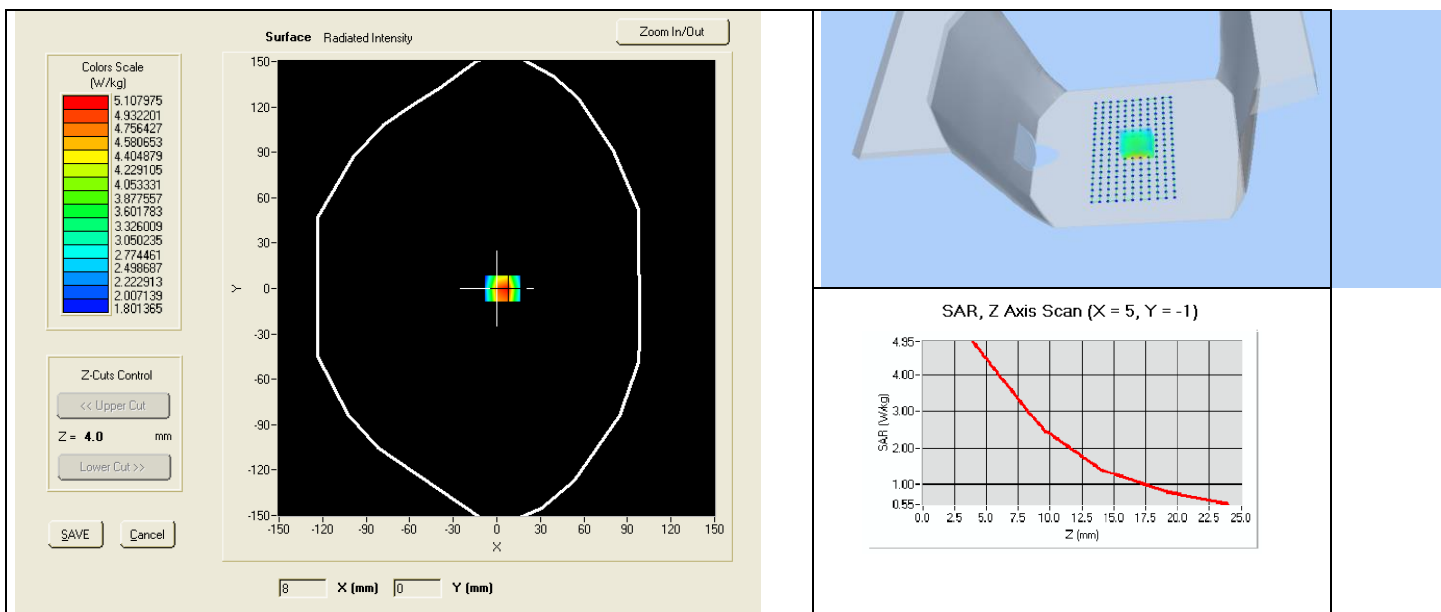 Surface Radiated Intensity
Zoom In/Out
Colors Scale
(W/kg)
5.107975
4.932201
4.756427
4.580653
4.404879
4.229105
4.053331
3.877557
3.601783
3.326009
3.050235
2.774461
2.498687
2.222913
2.007139
1.801365
Z-Cuts Control
<< Upper Cut
Z = 4.0 mm
Lower Cut >>
SAVE Cancel
150
120
90
60
30
Y 0
-30
-60
-90
-120
-150
-150 -120 -90 -60 -30 0 30 60 90 120 150
X
8 X (mm) 0 Y (mm)
SAR, Z Axis Scan (X = 5, Y = -1)
4.95
4.00
3.00
2.00
1.00
0.55
SAR (W/kg)
0.0 2.5 5.0 7.5 10.0 12.5 15.0 17.5 20.0 22.5 25.0
Z (mm)